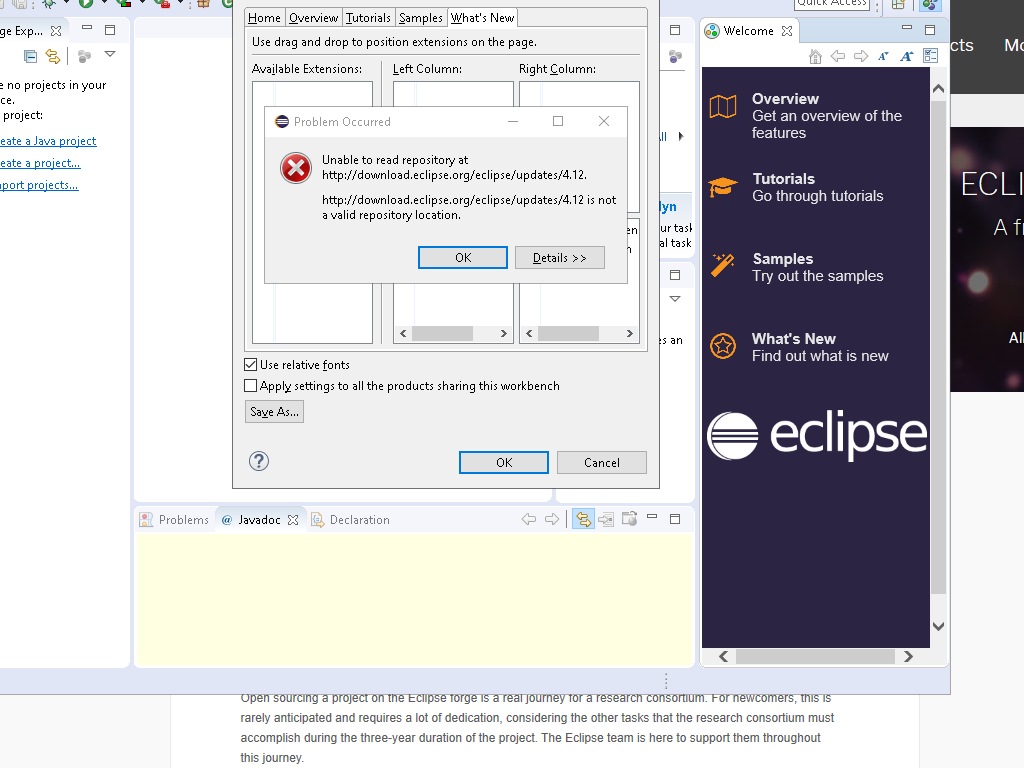 Quick Access
Home Overview Tutorials Samples What's New
Use drag and drop to position extensions on the page.
Available Extensions: Left Column: Right Column:
Problem Occurred
Unable to read repository at
http://download.eclipse.org/eclipse/updates/4.12.
http://download.eclipse.org/eclipse/updates/4.12 is not
a valid repository location.
OK Details >>
Use relative fonts
Apply settings to all the products sharing this workbench
Save As...
OK Cancel
ge Exp...
e no projects in your
ce.
project:
eate a Java project
eate a project...
port projects...
All
lyn
ur task
al task
en
n
es an
Welcome
Overview
Get an overview of the
features
Tutorials
Go through tutorials
Samples
Try out the samples
What's New
Find out what is new
eclipse
cts Mo
ECLI
A fr
All
Problems @ Javadoc Declaration
Open sourcing a project on the Eclipse forge is a real journey for a research consortium. For newcomers, this is
rarely anticipated and requires a lot of dedication, considering the other tasks that the research consortium must
accomplish during the three-year duration of the project. The Eclipse team is here to support them throughout
this journey.